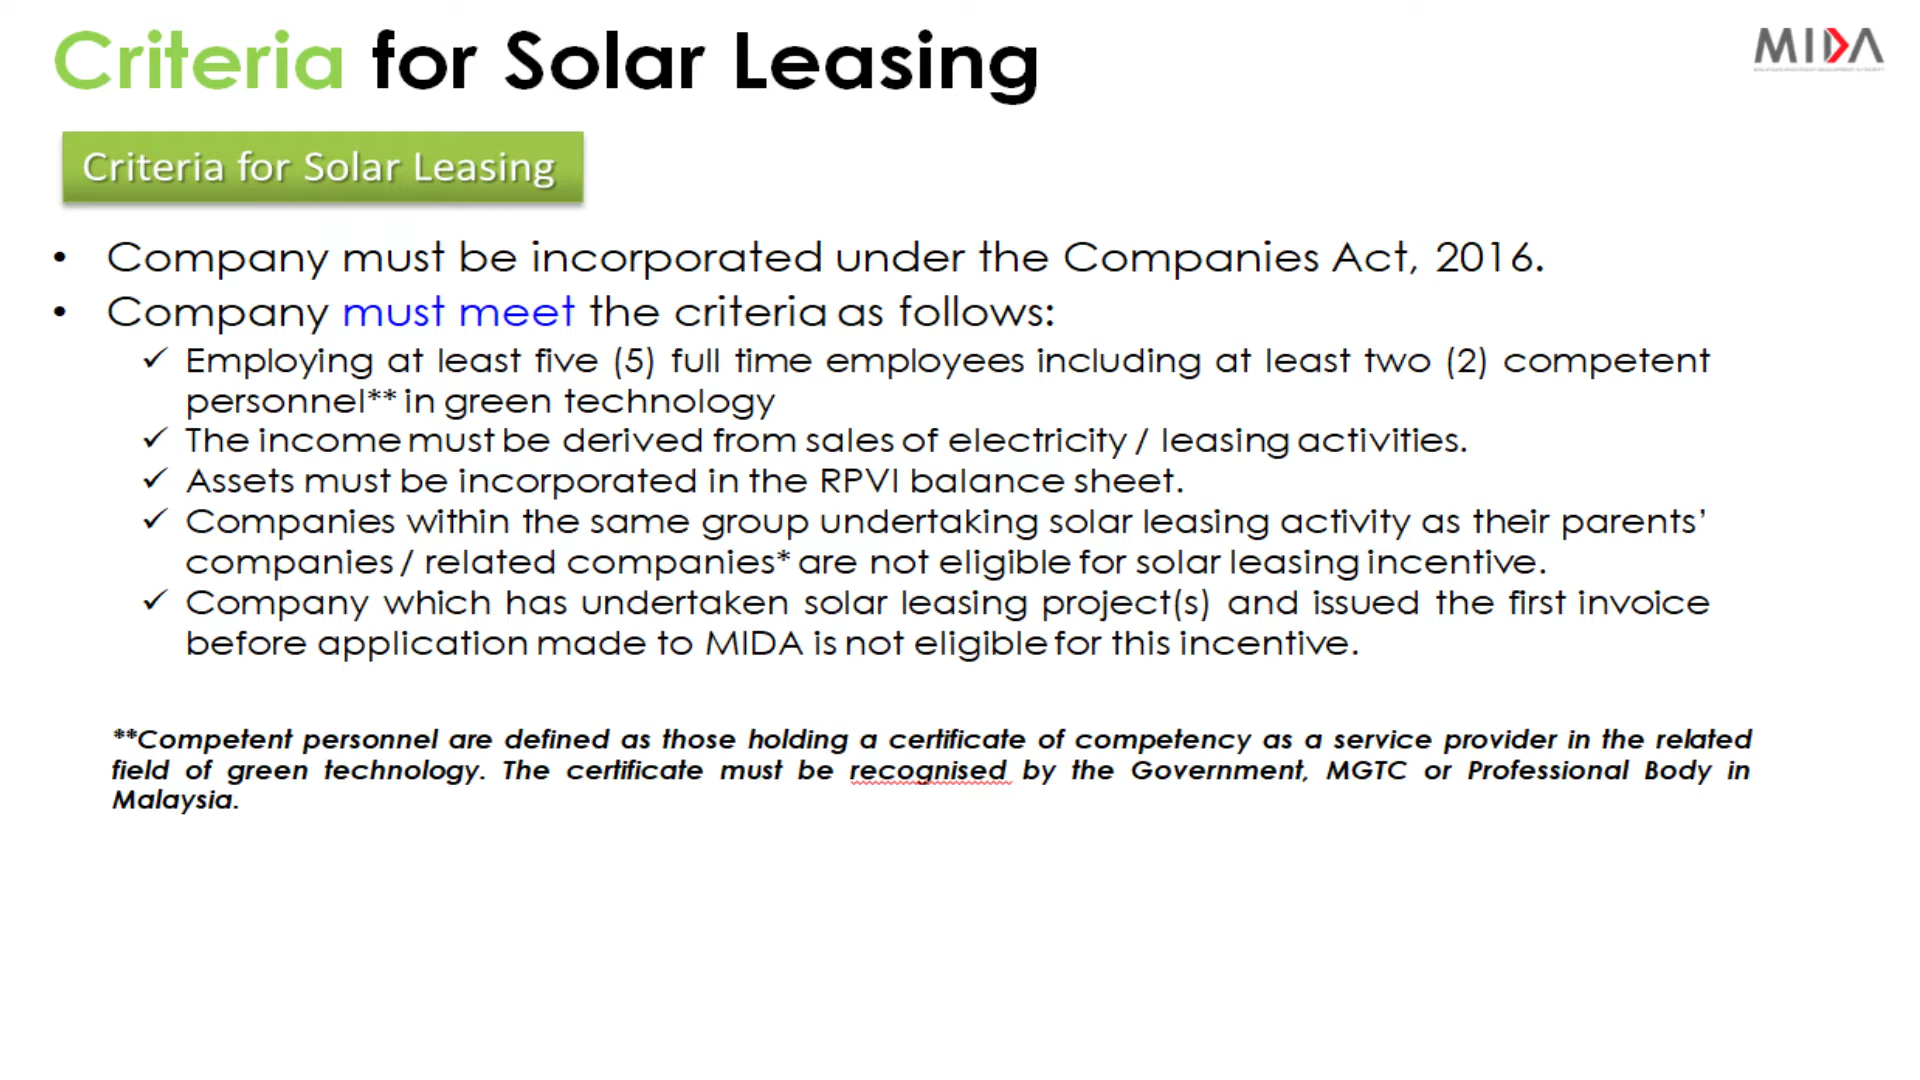 Criteria for Solar Leasing
MIDA
Criteria for Solar Leasing
• Company must be incorporated under the Companies Act, 2016.
• Company must meet the criteria as follows:
✓ Employing at least five (5) full time employees including at least two (2) competent
personnel** in green technology
✓ The income must be derived from sales of electricity / leasing activities.
✓ Assets must be incorporated in the RPVI balance sheet.
✓ Companies within the same group undertaking solar leasing activity as their parents’
companies / related companies* are not eligible for solar leasing incentive.
✓ Company which has undertaken solar leasing project(s) and issued the first invoice
before application made to MIDA is not eligible for this incentive.
**Competent personnel are defined as those holding a certificate of competency as a service provider in the related
field of green technology. The certificate must be recognised by the Government, MGTC or Professional Body in
Malaysia.